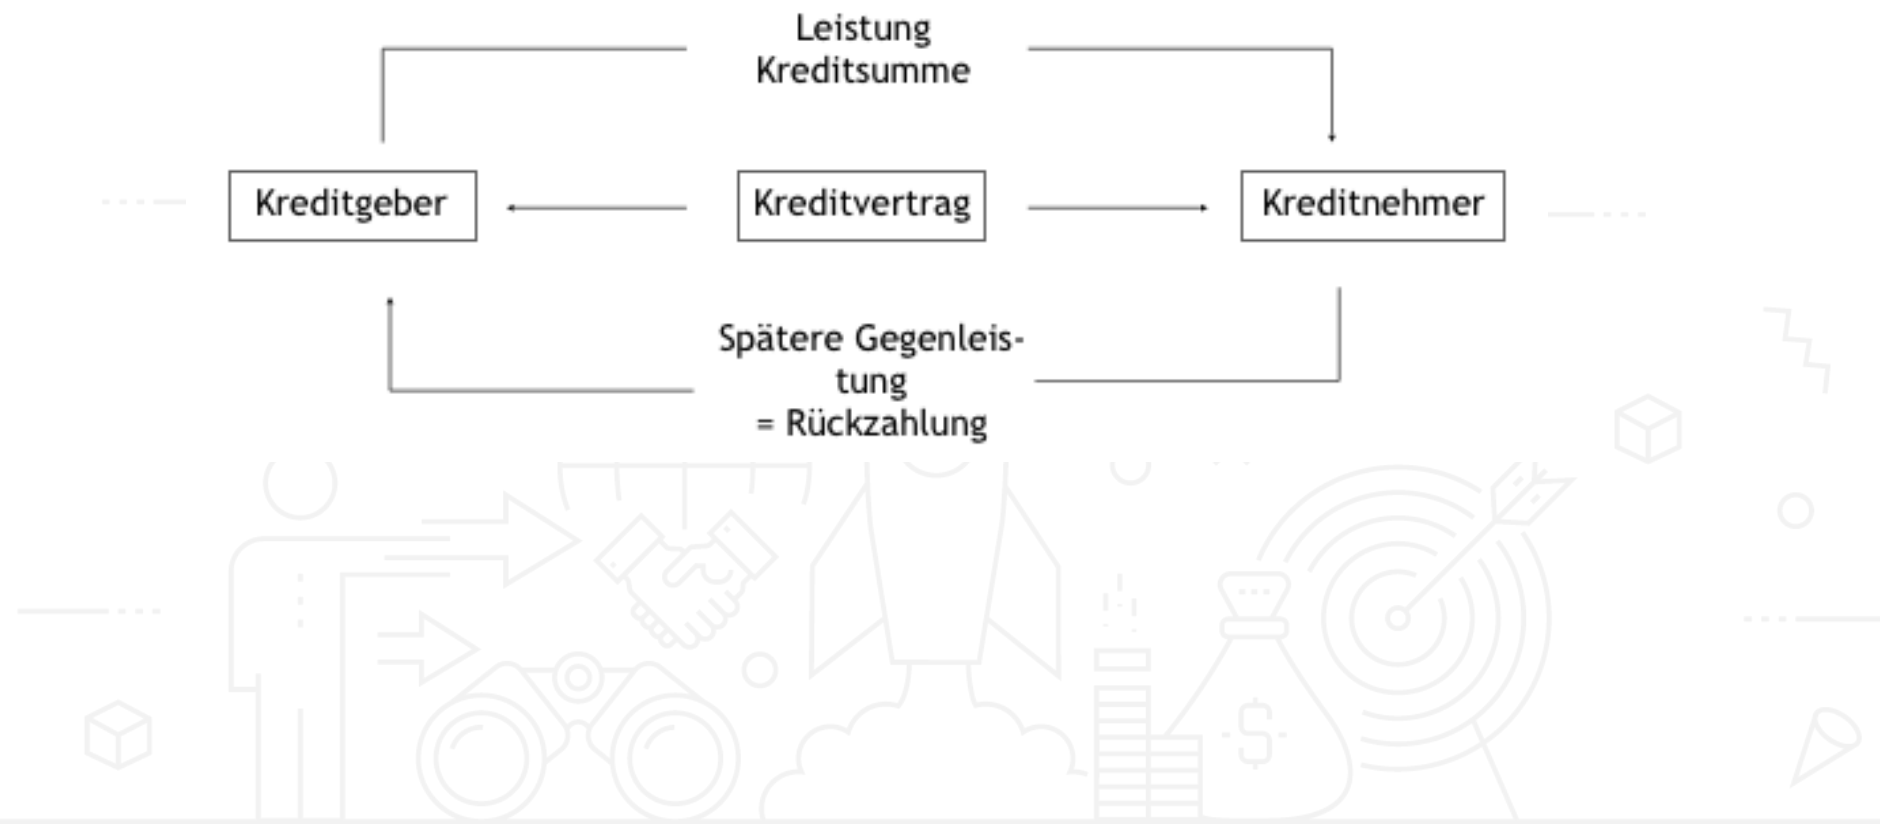 Leistung
Kreditsumme
Kreditgeber
Kreditvertrag
Kreditnehmer
Spätere Gegenleis-
tung
= Rückzahlung
$